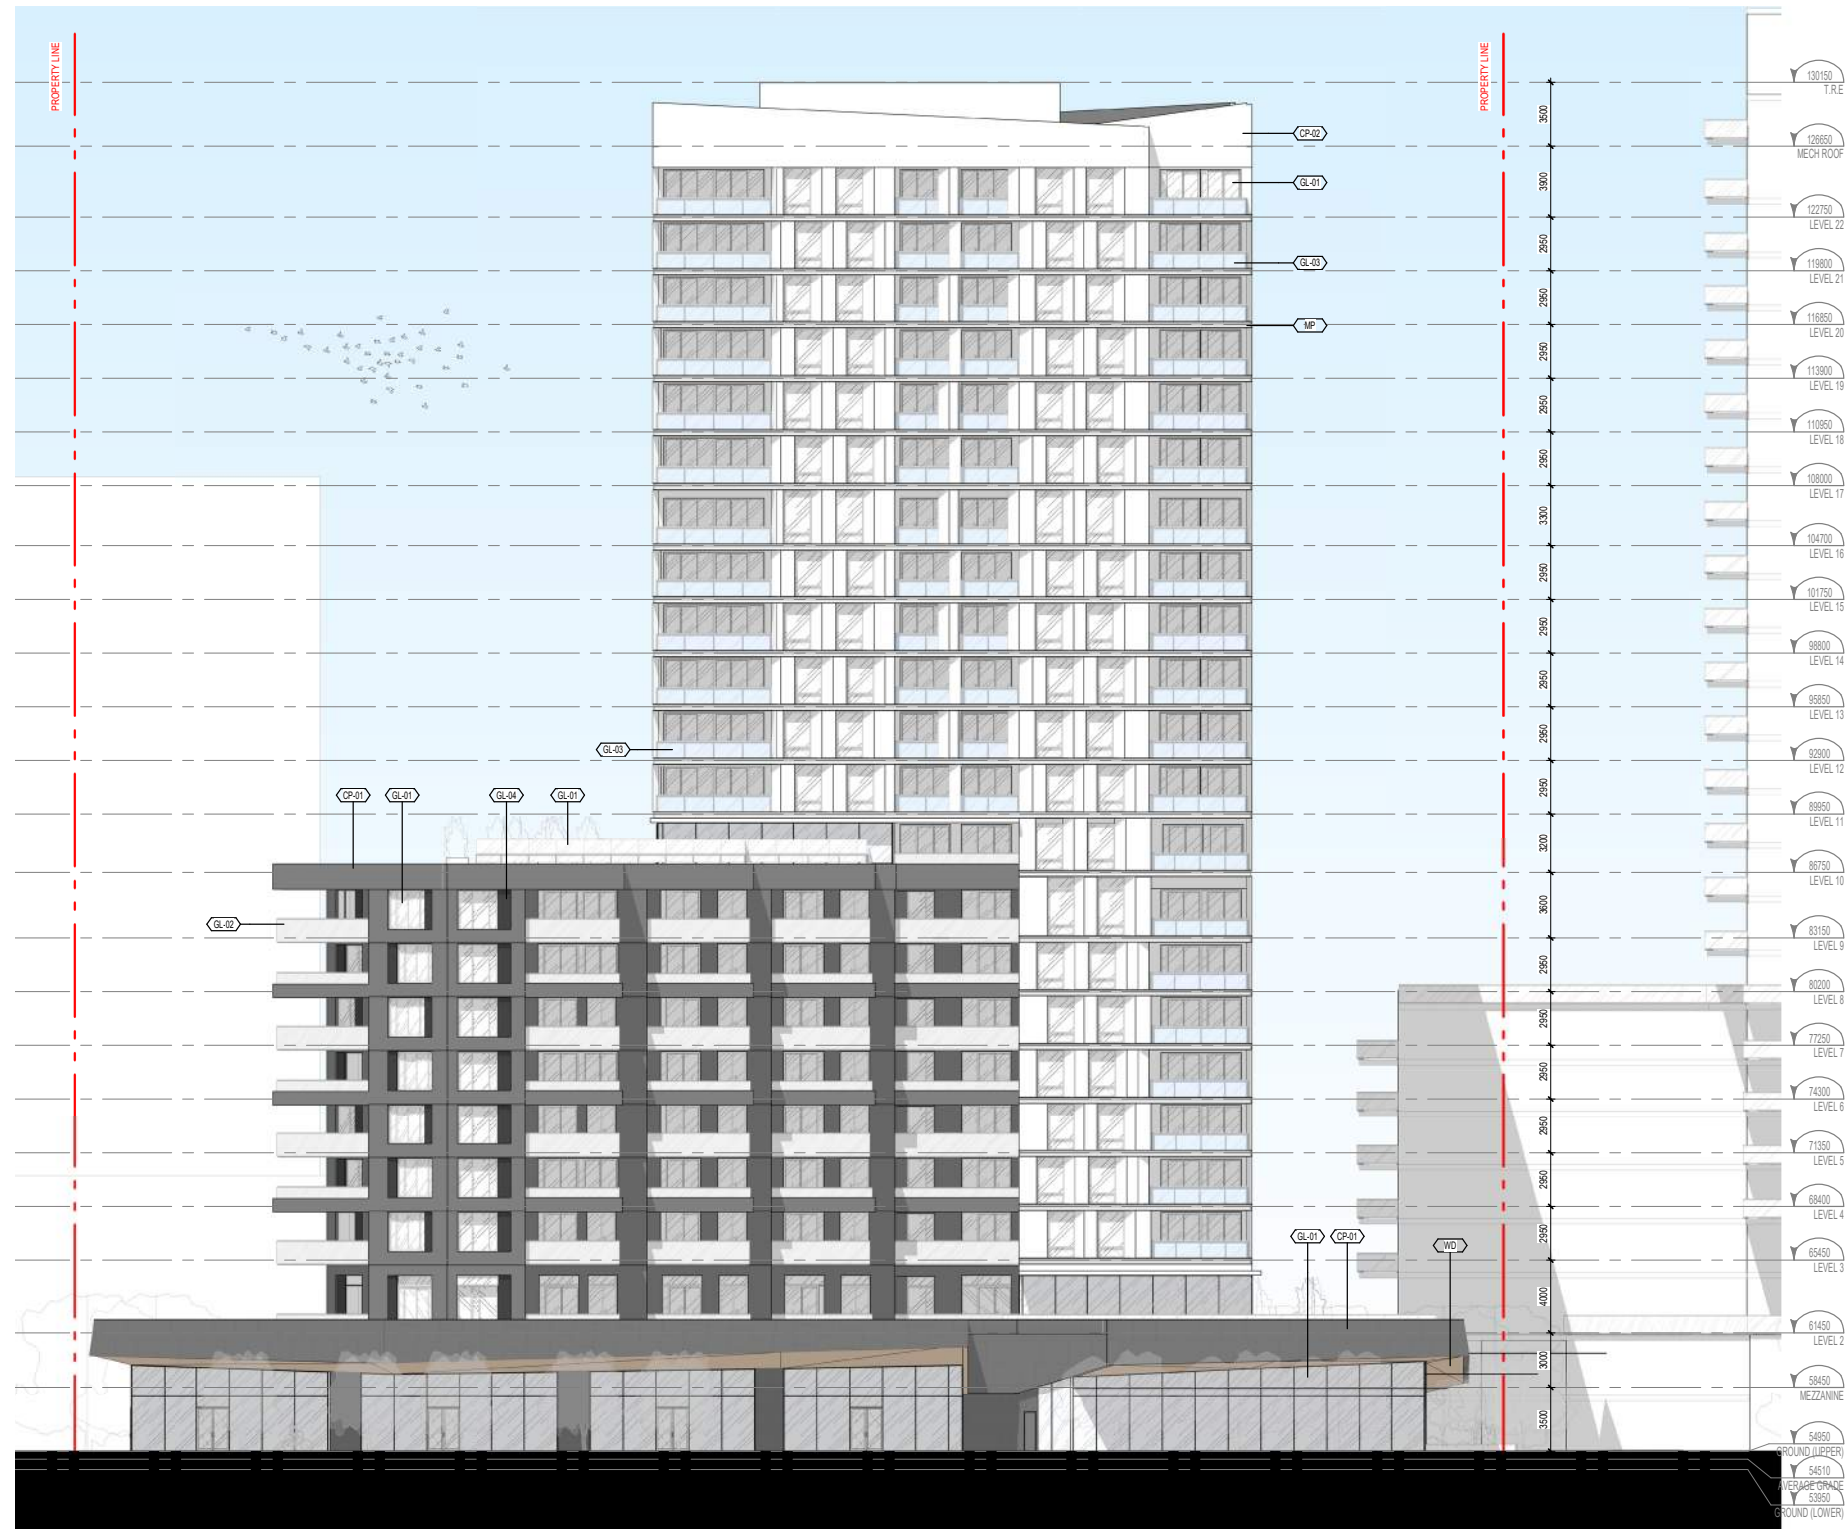 PROPERTY LINE
PROPERTY LINE
130150
T.R.E
3500
CP-02
126650
MECH ROOF
GL-01
3900
122750
LEVEL 22
2950
GL-03
119800
LEVEL 21
2950
MP
116850
LEVEL 20
2950
113900
LEVEL 19
2950
110950
LEVEL 18
2950
108000
LEVEL 17
3300
104700
LEVEL 16
2950
101750
LEVEL 15
2950
98800
LEVEL 14
2950
95850
LEVEL 13
2950
GL-03
92900
LEVEL 12
2950
CP-01
GL-01
GL-04
GL-01
89950
LEVEL 11
3200
86750
LEVEL 10
3600
GL-02
83150
LEVEL 9
2950
80200
LEVEL 8
2950
77250
LEVEL 7
2950
74300
LEVEL 6
2950
71350
LEVEL 5
2950
68400
LEVEL 4
2950
GL-01
CP-01
WD
65450
LEVEL 3
4000
61450
LEVEL 2
3000
58450
MEZZANINE
3500
54950
GROUND (UPPER)
54510
AVERAGE GRADE
53950
GROUND (LOWER)